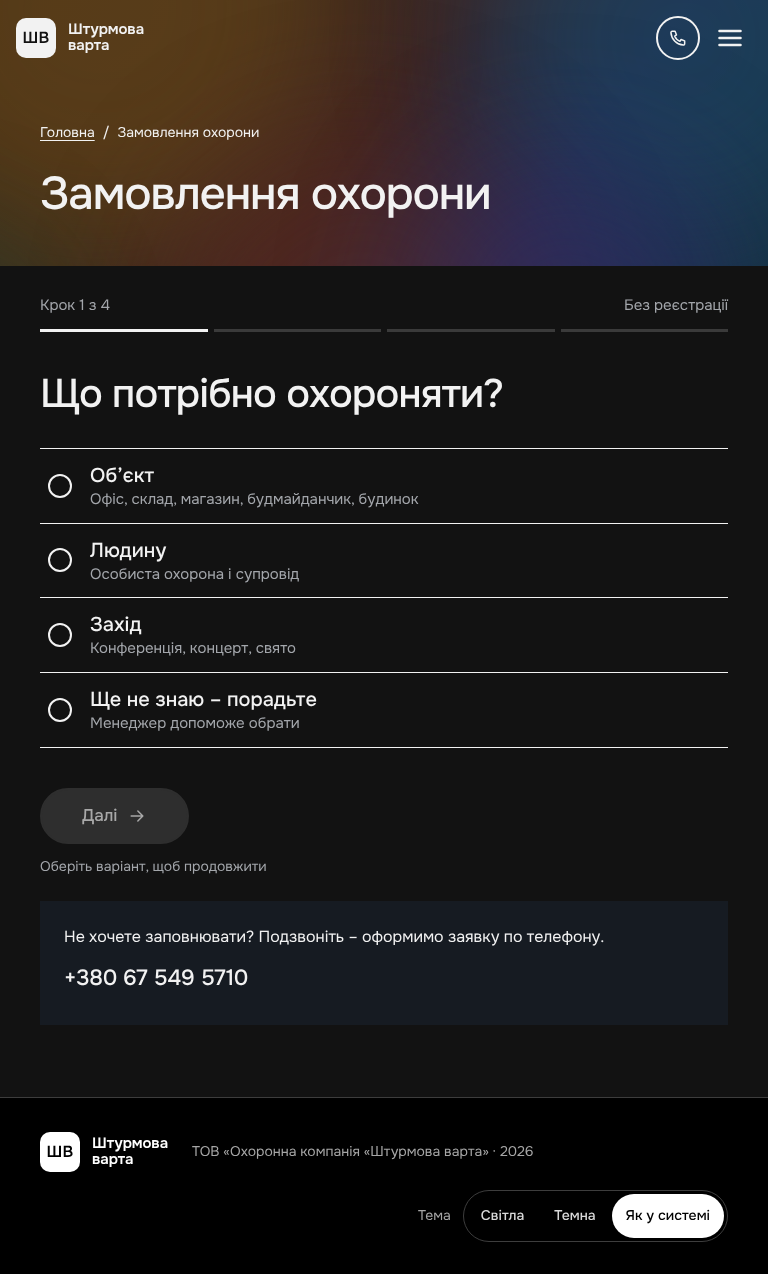 ШВ
Штурмова
варта
Головна / Замовлення охорони
Замовлення охорони
Крок 1 з 4
Без реєстрації
Що потрібно охороняти?
Об’єкт
Офіс, склад, магазин, будмайданчик, будинок
Людину
Особиста охорона і супровід
Захід
Конференція, концерт, свято
Ще не знаю – порадьте
Менеджер допоможе обрати
Далі →
Оберіть варіант, щоб продовжити
Не хочете заповнювати? Подзвоніть – оформимо заявку по телефону.
+380 67 549 5710
ШВ
Штурмова
варта
ТОВ «Охоронна компанія «Штурмова варта» · 2026
Тема
Світла
Темна
Як у системі